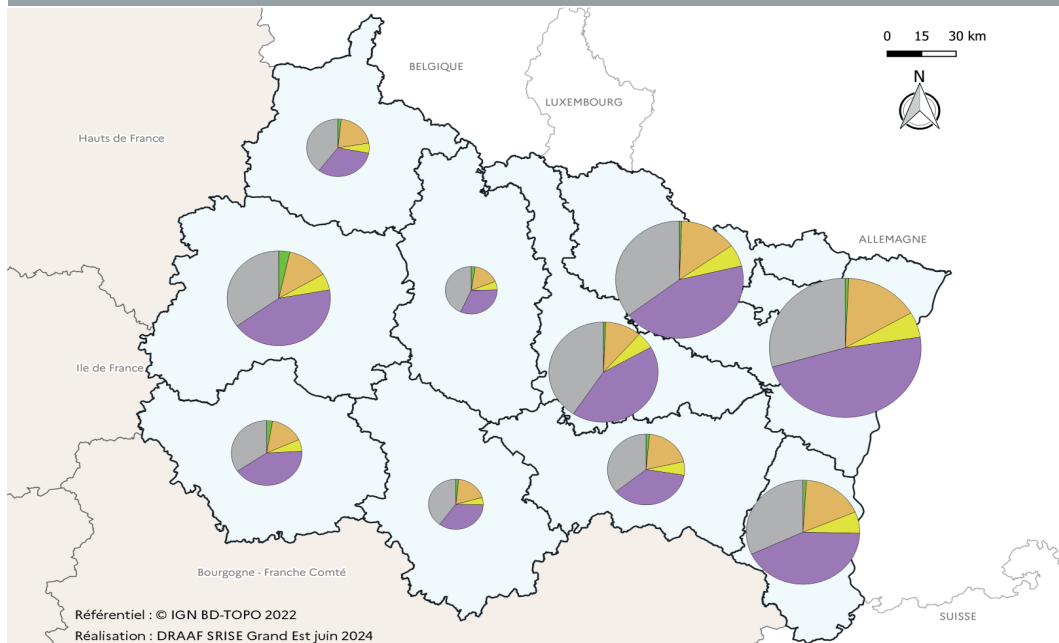 0 15 30 km
BELGIQUE
N
LUXEMBOURG
Hauts de France
ALLEMAGNE
Ile de France
Bourgogne - Franche Comté
Référentiel : © IGN BD-TOPO 2022
SUISSE
Réalisation : DRAAF SRISE Grand Est juin 2024